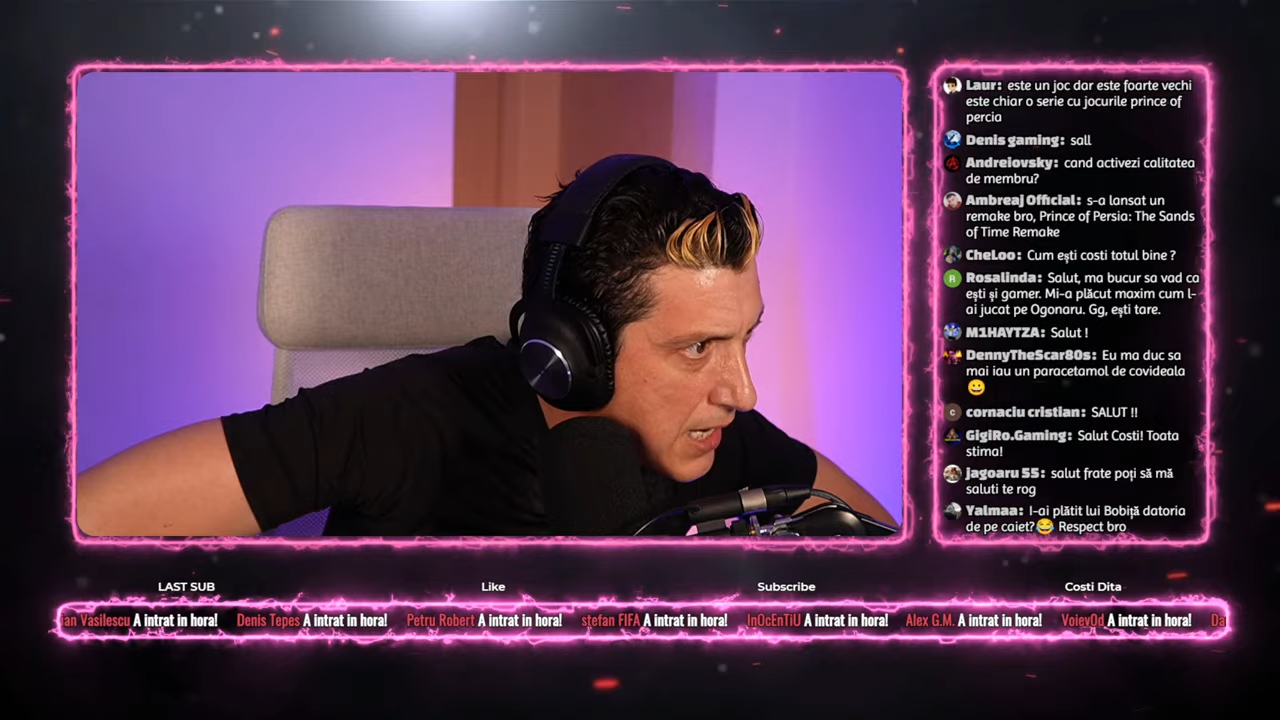 Laur: este un joc dar este foarte vechi
este chiar o serie cu jocurile prince of
percia
Denis gaming: sall
Andreiovsky: cand activezi calitatea
de membru?
Ambreaj Official: s-a lansat un
remake bro, Prince of Persia: The Sands
of Time Remake
CheLoo: Cum ești costi totul bine ?
R
Rosalinda: Salut, ma bucur sa vad ca
ești și gamer. Mi-a plăcut maxim cum l-
ai jucat pe Ogonaru. Gg, ești tare.
M1HAYTZA: Salut !
DennyTheScar80s: Eu ma duc sa
mai iau un paracetamol de covideala
😀
C
cornaciu cristian: SALUT !!
GigiRo.Gaming: Salut Costi! Toata
stima!
jagoaru 55: salut frate poți să mă
saluti te rog
Yalmaa: I-ai plătit lui Bobiță datoria
de pe caiet?😂 Respect bro
LAST SUB Like Subscribe Costi Dita
ian Vasilescu A intrat in hora! Denis Tepes A intrat in hora! Petru Robert A intrat in hora! stefan FIFA A intrat in hora! InOcEnTiU A intrat in hora! Alex G.M. A intrat in hora! Voiev0d A intrat in hora! Da